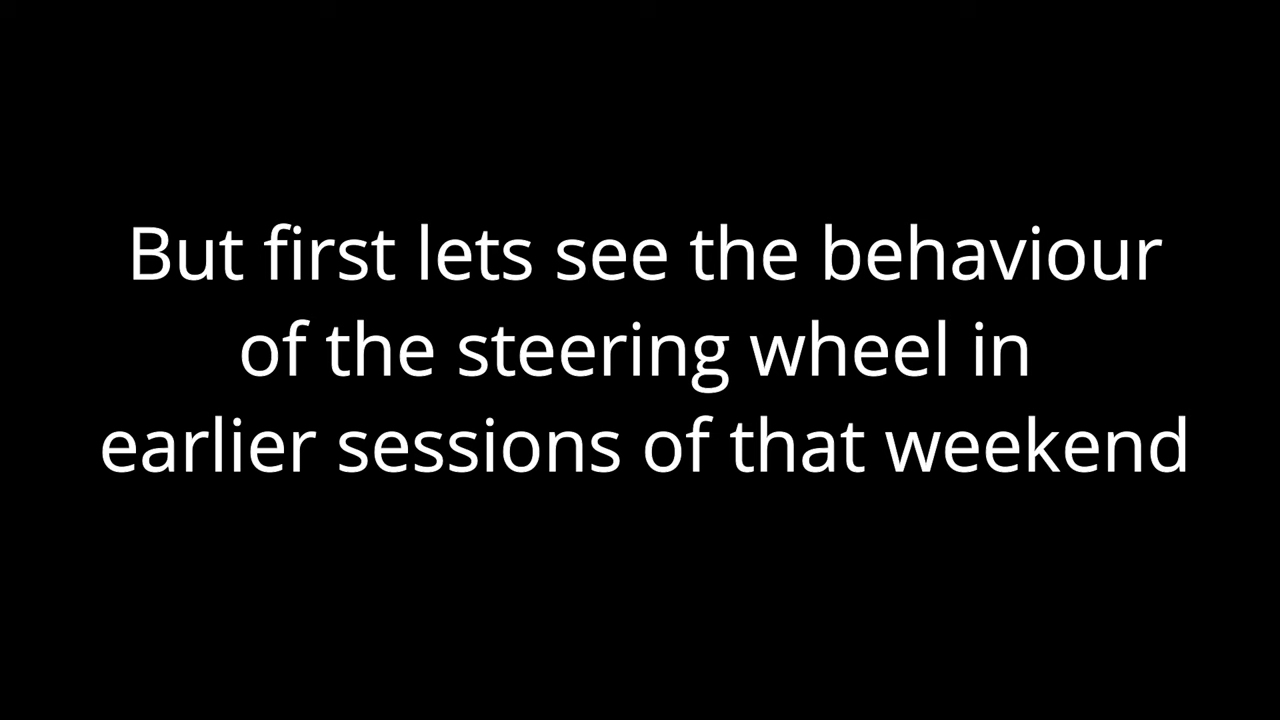 But first lets see the behaviour
of the steering wheel in
earlier sessions of that weekend